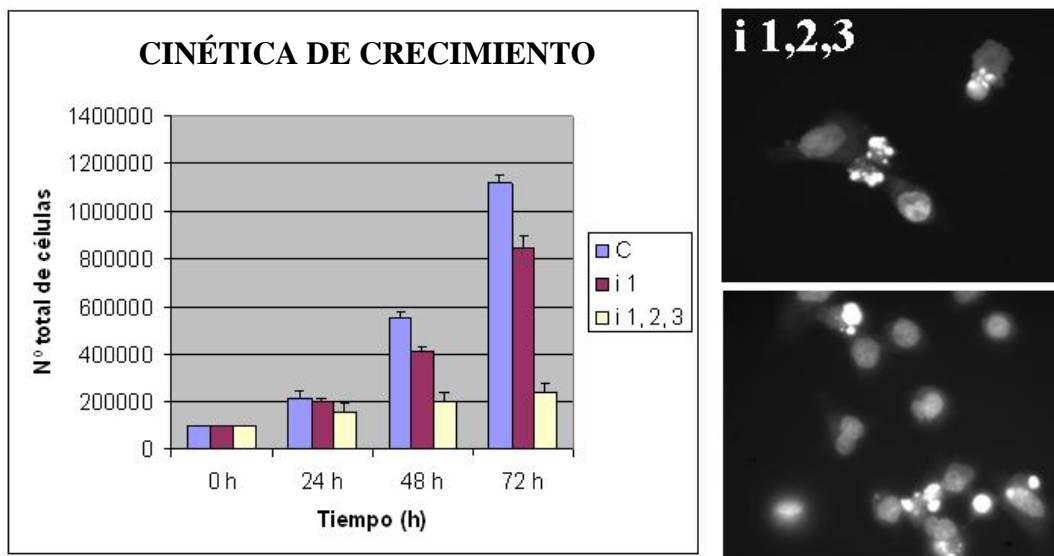 CINÉTICA DE CRECIMIENTO
1400000
1200000
1000000
800000
600000
400000
200000
0
Nº total de células
0 h 24 h 48 h 72 h
Tiempo (h)
C
i 1
i 1, 2, 3
i 1,2,3